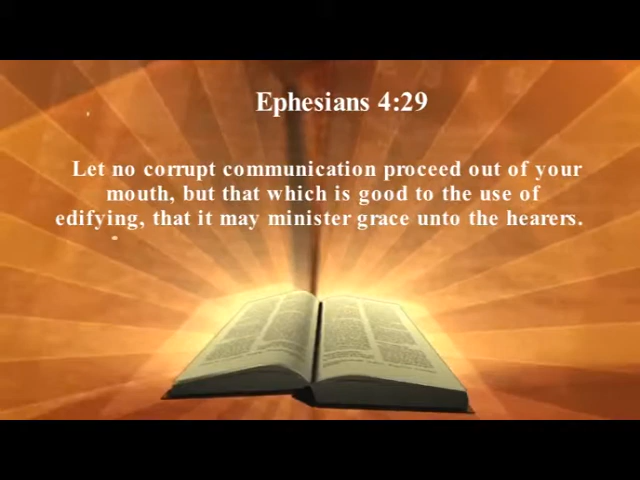 Ephesians 4:29
Let no corrupt communication proceed out of your
mouth, but that which is good to the use of
edifying, that it may minister grace unto the hearers.